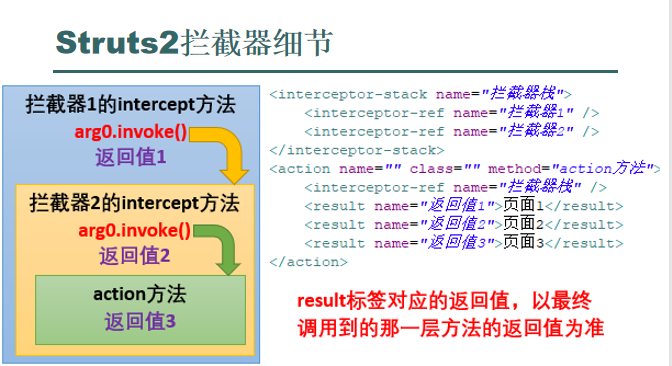 Struts2拦截器细节
拦截器1的intercept方法
arg0.invoke()
返回值1
拦截器2的intercept方法
arg0.invoke()
返回值2
action方法
返回值3
<interceptor-stack name="拦截器栈">
<interceptor-ref name="拦截器1" />
<interceptor-ref name="拦截器2" />
</interceptor-stack>
<action name="" class="" method="action方法">
<interceptor-ref name="拦截器栈" />
<result name="返回值1">页面1</result>
<result name="返回值2">页面2</result>
<result name="返回值3">页面3</result>
</action>
result标签对应的返回值，以最终
调用到的那一层方法的返回值为准